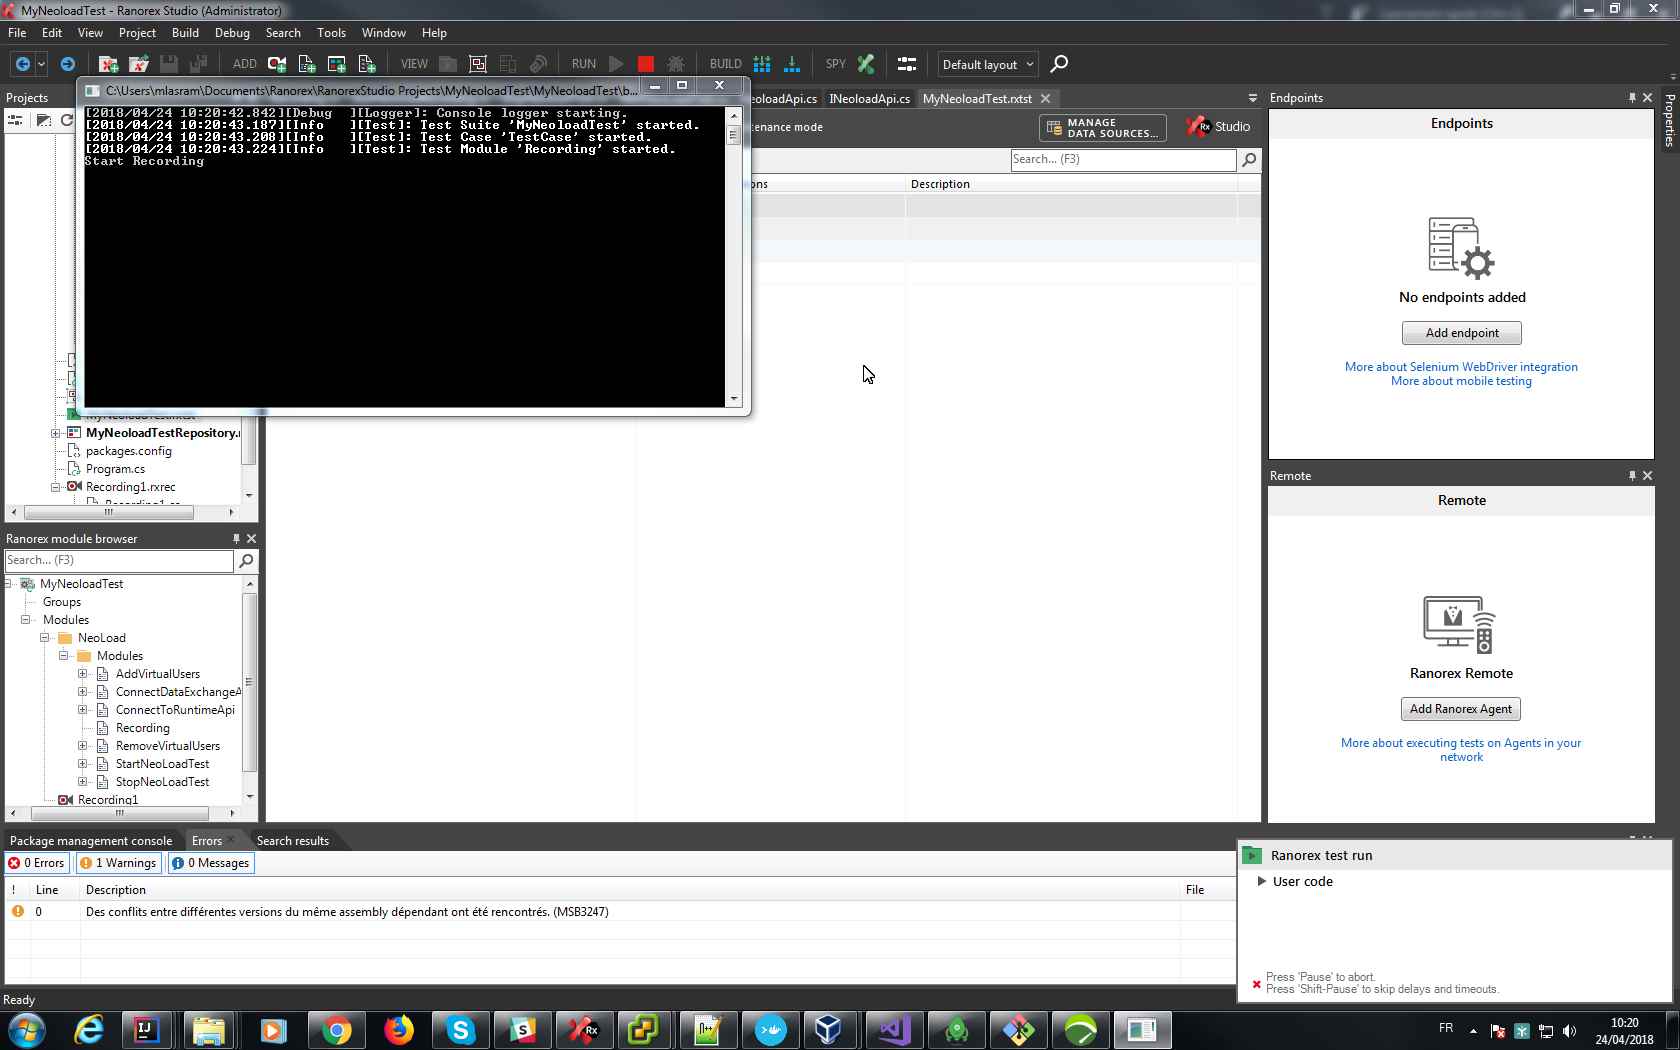 MyNeoloadTest - Ranorex Studio (Administrator)
File Edit View Project Build Debug Search Tools Window Help
ADD VIEW RUN BUILD SPY Default layout
Projects
C:\Users\mlasram\Documents\Ranorex\RanorexStudio Projects\MyNeoloadTest\MyNeoloadTest\b...
[2018/04/24 10:20:42.842][Debug ][Logger]: Console logger starting.
[2018/04/24 10:20:43.187][Info ][Test]: Test Suite 'MyNeoloadTest' started.
[2018/04/24 10:20:43.208][Info ][Test]: Test Case 'TestCase' started.
[2018/04/24 10:20:43.224][Info ][Test]: Test Module 'Recording' started.
Start Recording
eoloadApi.cs INeoloadApi.cs MyNeoloadTest.rxtst
tenance mode
MANAGE
DATA SOURCES...
Rx Studio
Search... (F3)
ons Description
Endpoints
Endpoints
No endpoints added
Add endpoint
More about Selenium WebDriver integration
More about mobile testing
Properties
Remote
Remote
Ranorex Remote
Add Ranorex Agent
More about executing tests on Agents in your
network
MyNeoloadTest.rxtst
MyNeoloadTestRepository.r
packages.config
Program.cs
Recording1.rxrec
Recording1.cs
Ranorex module browser
Search... (F3)
MyNeoloadTest
Groups
Modules
NeoLoad
Modules
AddVirtualUsers
ConnectDataExchangeA
ConnectToRuntimeApi
Recording
RemoveVirtualUsers
StartNeoLoadTest
StopNeoLoadTest
Recording1
Package management console Errors Search results
0 Errors 1 Warnings 0 Messages
! Line Description File
0 Des conflits entre différentes versions du même assembly dépendant ont été rencontrés. (MSB3247)
Ranorex test run
User code
Press 'Pause' to abort.
Press 'Shift-Pause' to skip delays and timeouts.
Ready
FR
10:20
24/04/2018